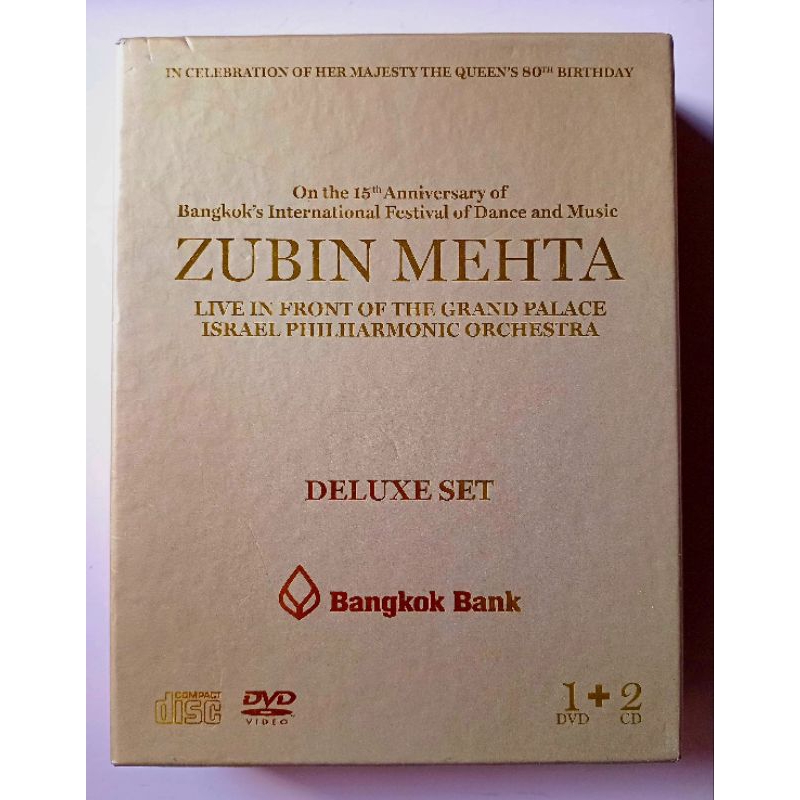 IN CELEBRATION OF HER MAJESTY THE QUEEN'S 80TH BIRTHDAY
On the 15th Anniversary of
Bangkok's International Festival of Dance and Music
ZUBIN MEHTA
LIVE IN FRONT OF THE GRAND PALACE
ISRAEL PHILHARMONIC ORCHESTRA
DELUXE SET
Bangkok Bank
COMPACT
disc
DVD
VIDEO
1 + 2
DVD CD